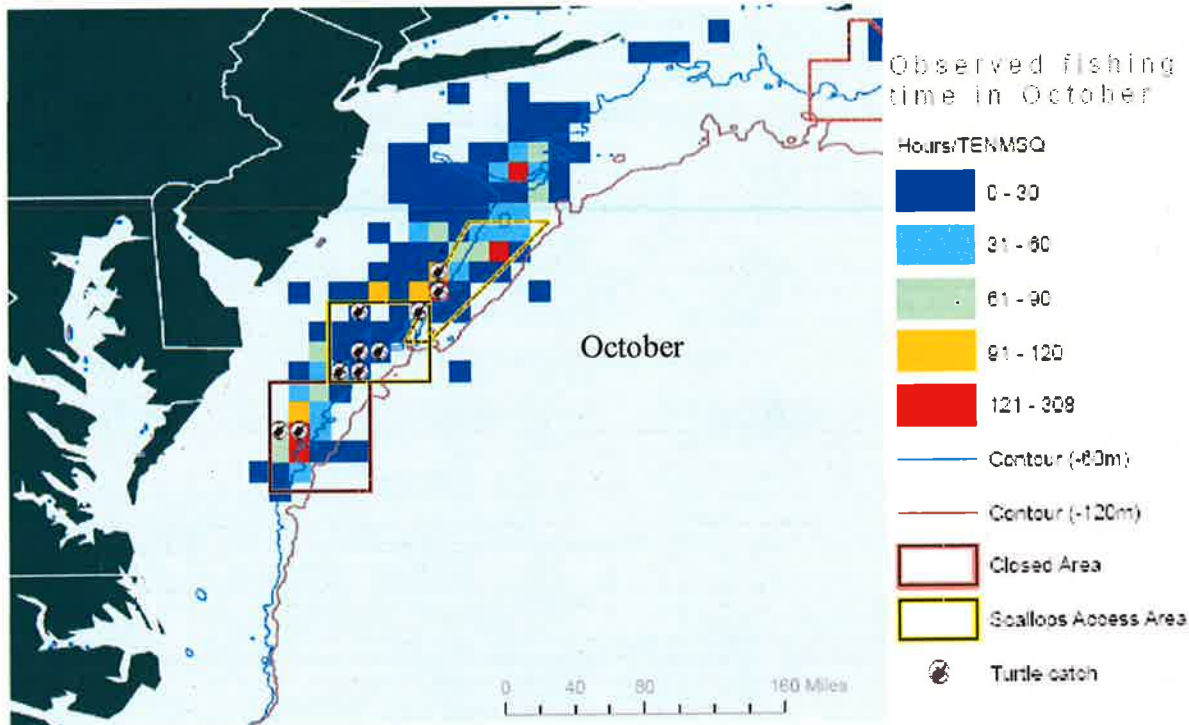 Observed fishing
time in October
Hours/TENMSQ
0 - 30
31 - 60
61 - 90
91 - 120
121 - 308
Contour (-60m)
Contour (-120m)
Closed Area
Scallops Access Area
Turtle catch
October
0 40 80 160 Miles